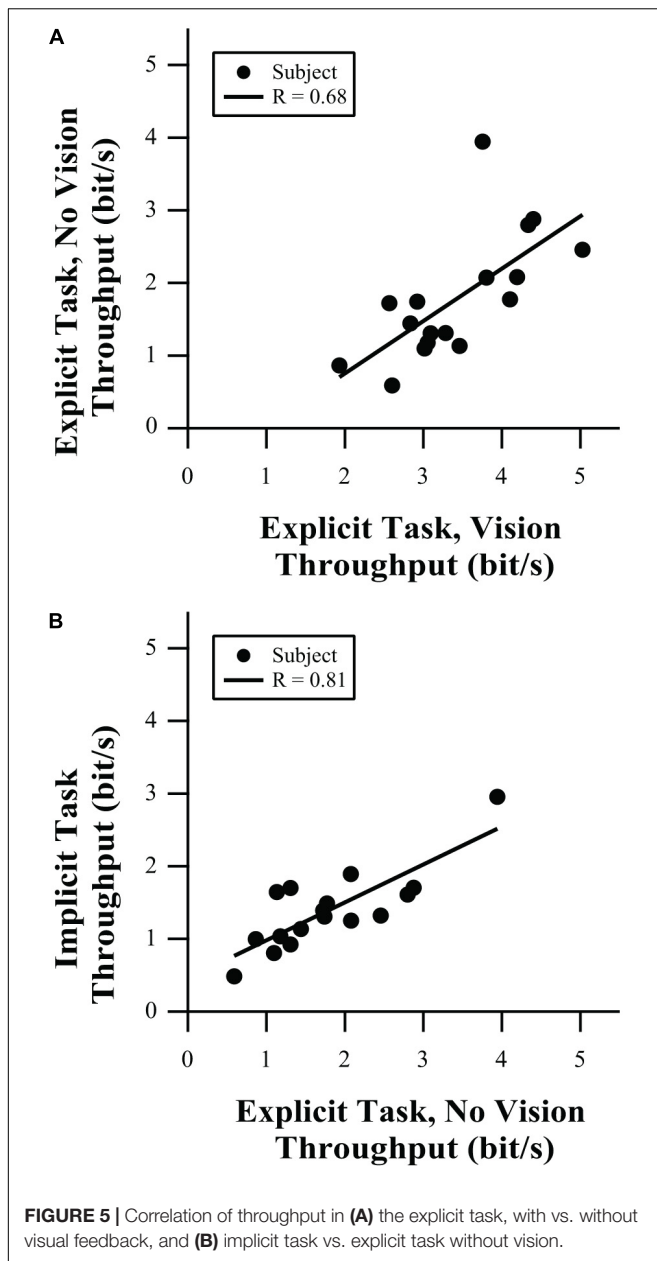 A
5
4
3
2
1
0
Explicit Task, No Vision
Throughput (bit/s)
Subject
R = 0.68
0 1 2 3 4 5
Explicit Task, Vision
Throughput (bit/s)
B
5
4
3
2
1
0
Implicit Task
Throughput (bit/s)
Subject
R = 0.81
0 1 2 3 4 5
Explicit Task, No Vision
Throughput (bit/s)
FIGURE 5 | Correlation of throughput in (A) the explicit task, with vs. without
visual feedback, and (B) implicit task vs. explicit task without vision.